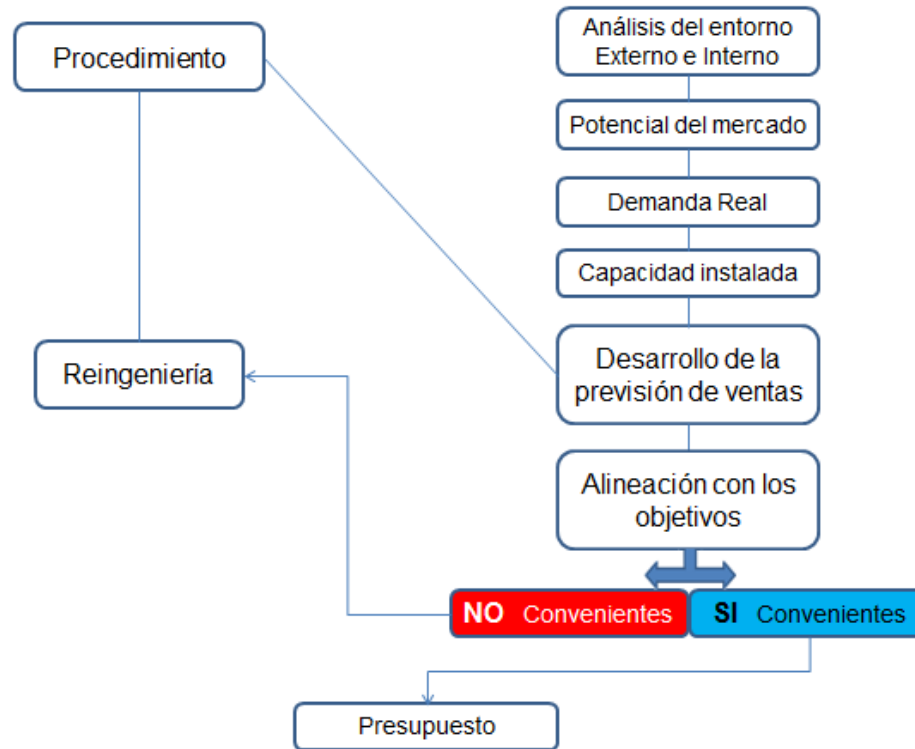 Procedimiento
Análisis del entorno
Externo e Interno
Potencial del mercado
Demanda Real
Capacidad instalada
Reingeniería
Desarrollo de la
previsión de ventas
Alineación con los
objetivos
NO Convenientes
SI Convenientes
Presupuesto